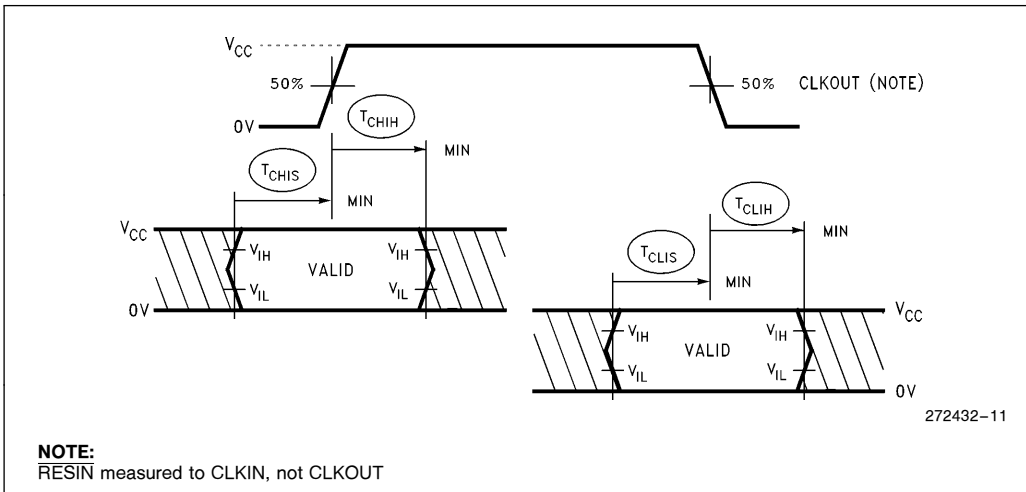 VCC
50%
50% CLKOUT (NOTE)
0V
TCHIH
MIN
TCHIS
MIN
TCLIH
MIN
VCC
VIH
VALID
VIH
VIL
VIL
0V
TCLIS
MIN
VCC
VIH
VALID
VIH
VIL
VIL
0V
272432-11
NOTE:
RESIN measured to CLKIN, not CLKOUT